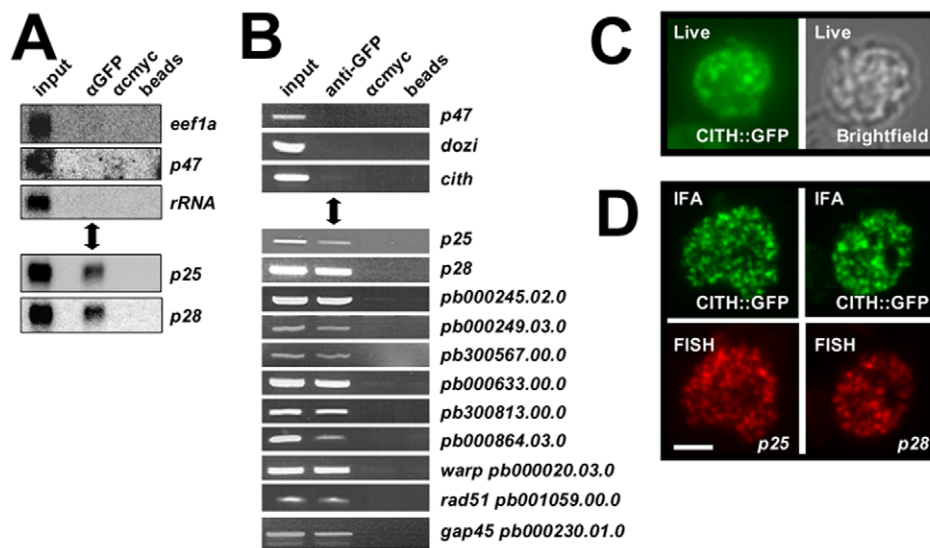 A
input αGFP αcmyc beads
eef1a
p47
rRNA
p25
p28
B
input anti-GFP αcmyc beads
p47
dozi
cith
p25
p28
pb000245.02.0
pb000249.03.0
pb300567.00.0
pb000633.00.0
pb300813.00.0
pb000864.03.0
warp pb000020.03.0
rad51 pb001059.00.0
gap45 pb000230.01.0
C
Live Live
CITH::GFP Brightfield
D
IFA IFA
CITH::GFP CITH::GFP
FISH FISH
p25 p28